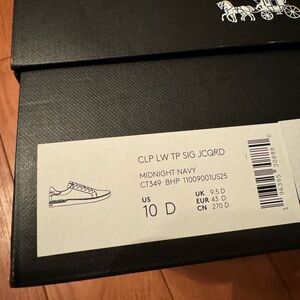 CLP LW TP SIG JCQRD
MIDNIGHT NAVY
CT349 BHP 11009001US25
US
10 D
UK 9.5 D
EUR 43 D
CN 270 D